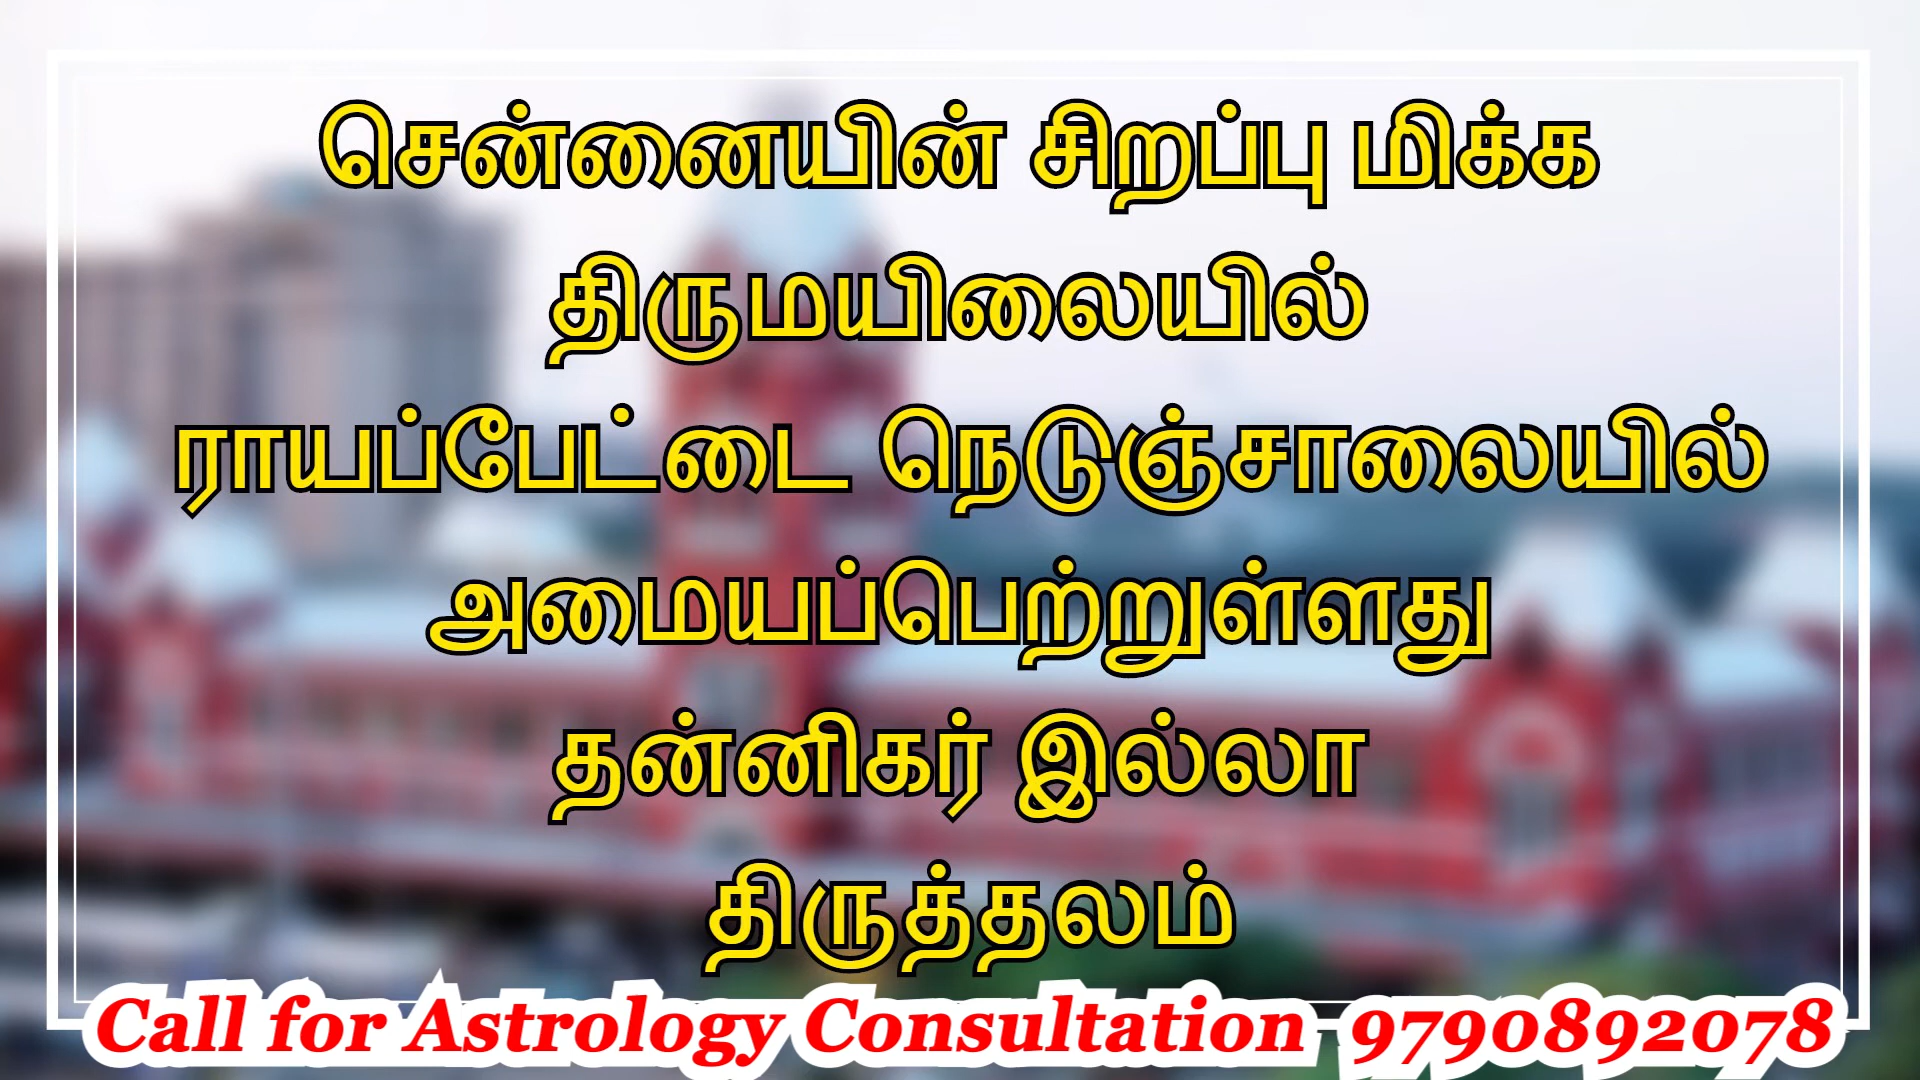 சென்னையின் சிறப்பு மிக்க
திருமயிலையில்
ராயப்பேட்டை நெடுஞ்சாலையில்
அமையப்பெற்றுள்ளது
தன்னிகர் இல்லா
திருத்தலம்
Call for Astrology Consultation 9790892078